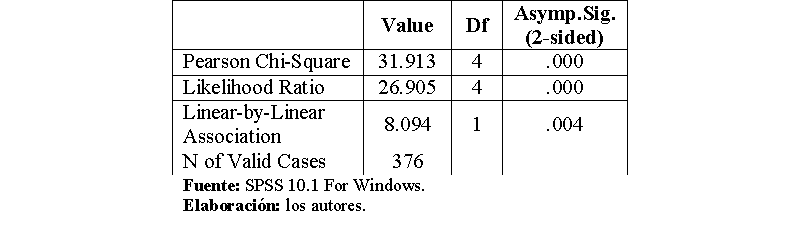 Value Df Asymp.Sig.
(2-sided)
Pearson Chi-Square 31.913 4 .000
Likelihood Ratio 26.905 4 .000
Linear-by-Linear
Association 8.094 1 .004
N of Valid Cases 376
Fuente: SPSS 10.1 For Windows.
Elaboración: los autores.